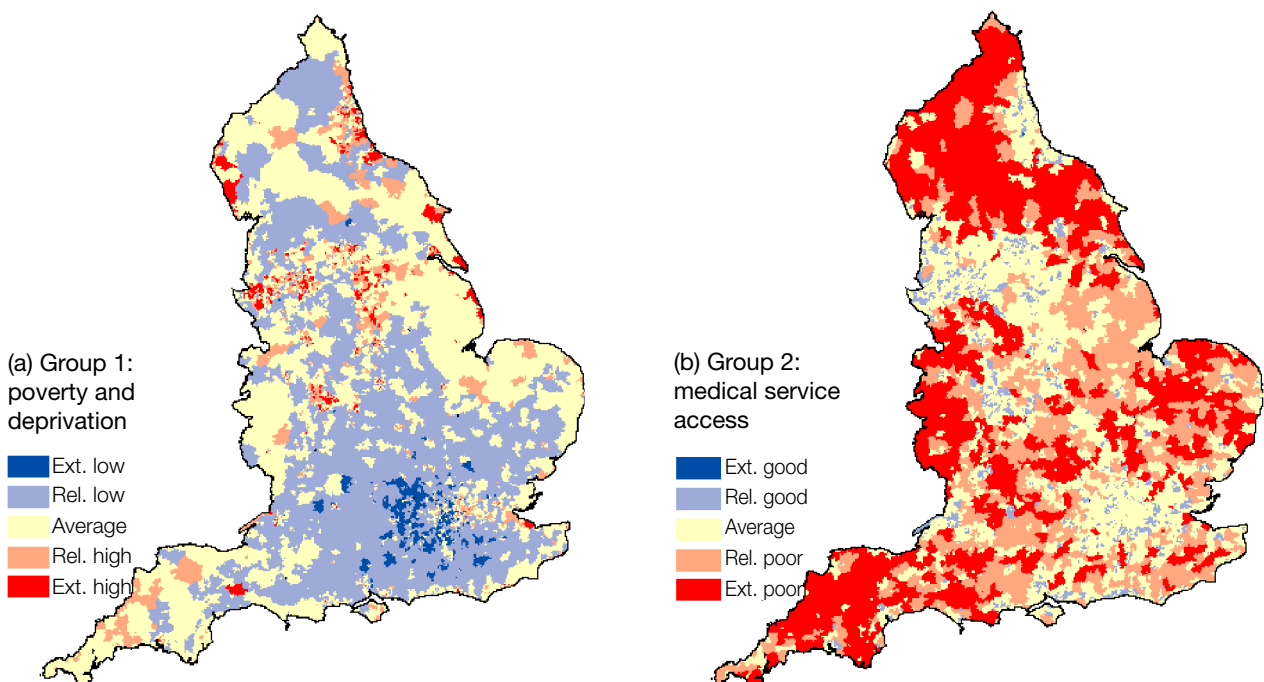 (a) Group 1:
poverty and
deprivation
Ext. low
Rel. low
Average
Rel. high
Ext. high
(b) Group 2:
medical service
access
Ext. good
Rel. good
Average
Rel. poor
Ext. poor